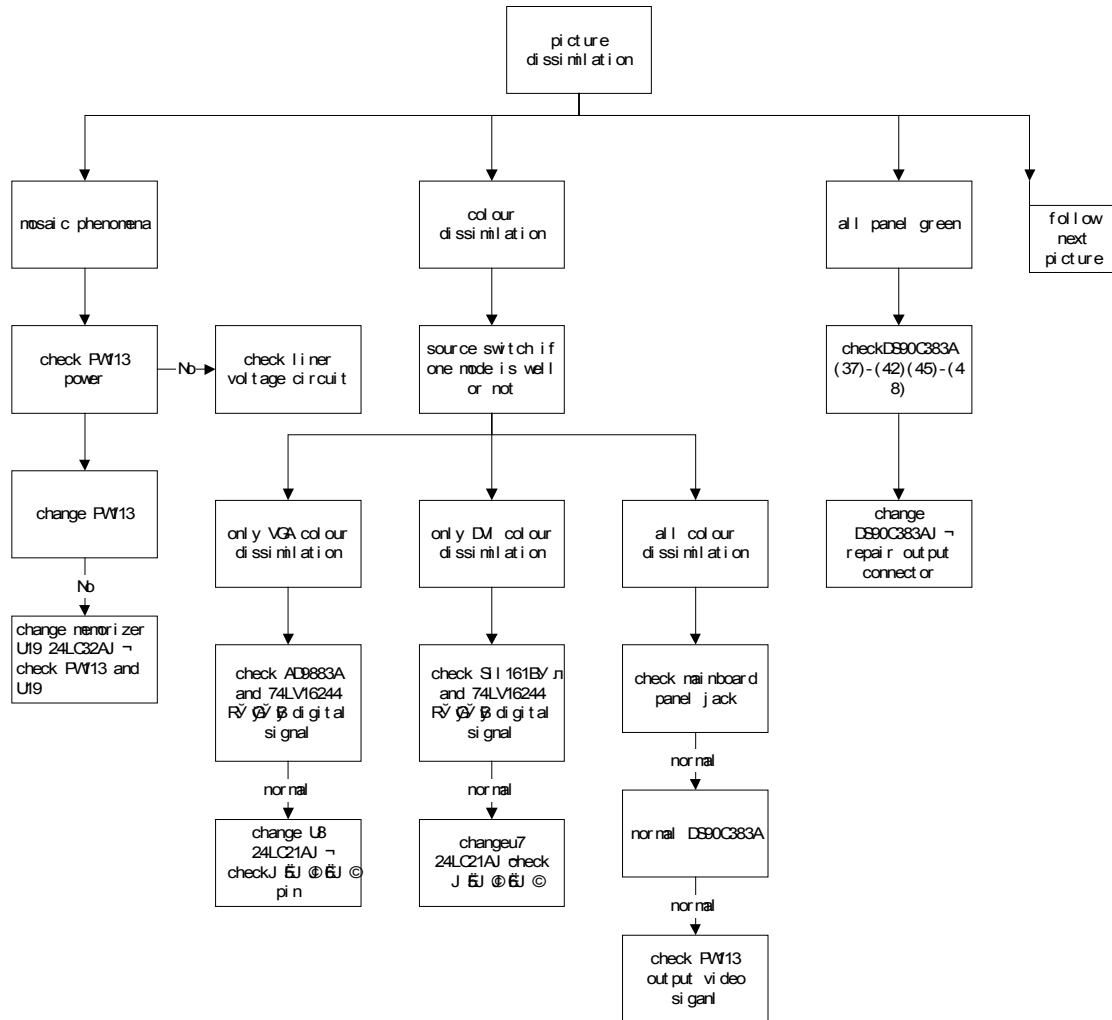 picture
dissimilation
mosaic phenomena
colour
dissimilation
all panel green
follow
next
picture
check PW113
power
No
check liner
voltage circuit
source switch if
one mode is well
or not
checkDS90C383A
(37)-(42)(45)-(4
8)
change PW113
only VGA colour
dissimilation
only DVI colour
dissimilation
all colour
dissimilation
change
DS90C383AJ ¬
repair output
connector
No
change memorizer
U19 24LC32AJ ¬
check PW113 and
U19
check AD9883A
and 74LV16244
digital
signal
check SiI161B
and 74LV16244
digital
signal
check mainboard
panel jack
normal
normal
normal
change U8
24LC21AJ ¬
check
pin
changeu7
24LC21AJ check
normal DS90C383A
normal
check PW113
output video
siganl